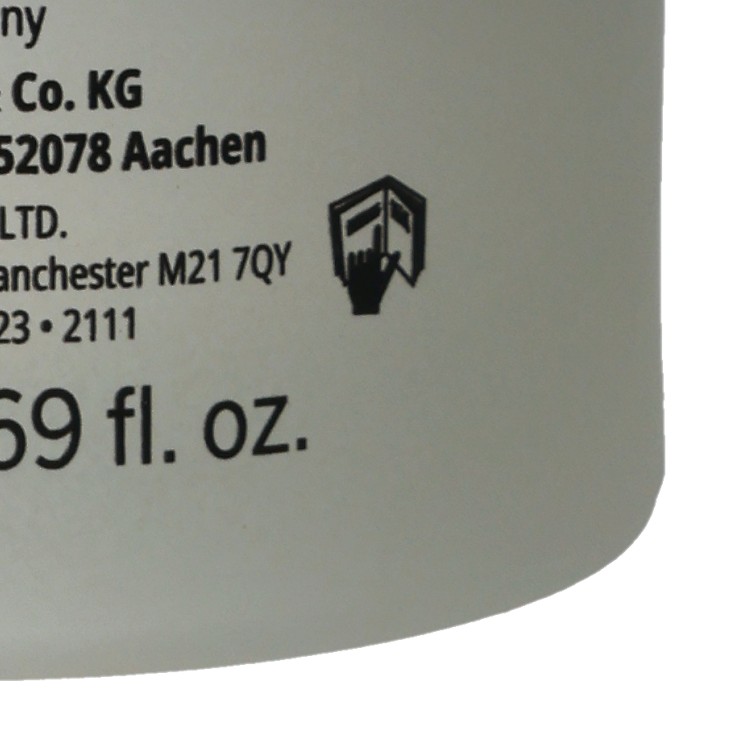 ny
Co. KG
52078 Aachen
LTD.
anchester M21 7QY
23 • 2111
69 fl. oz.